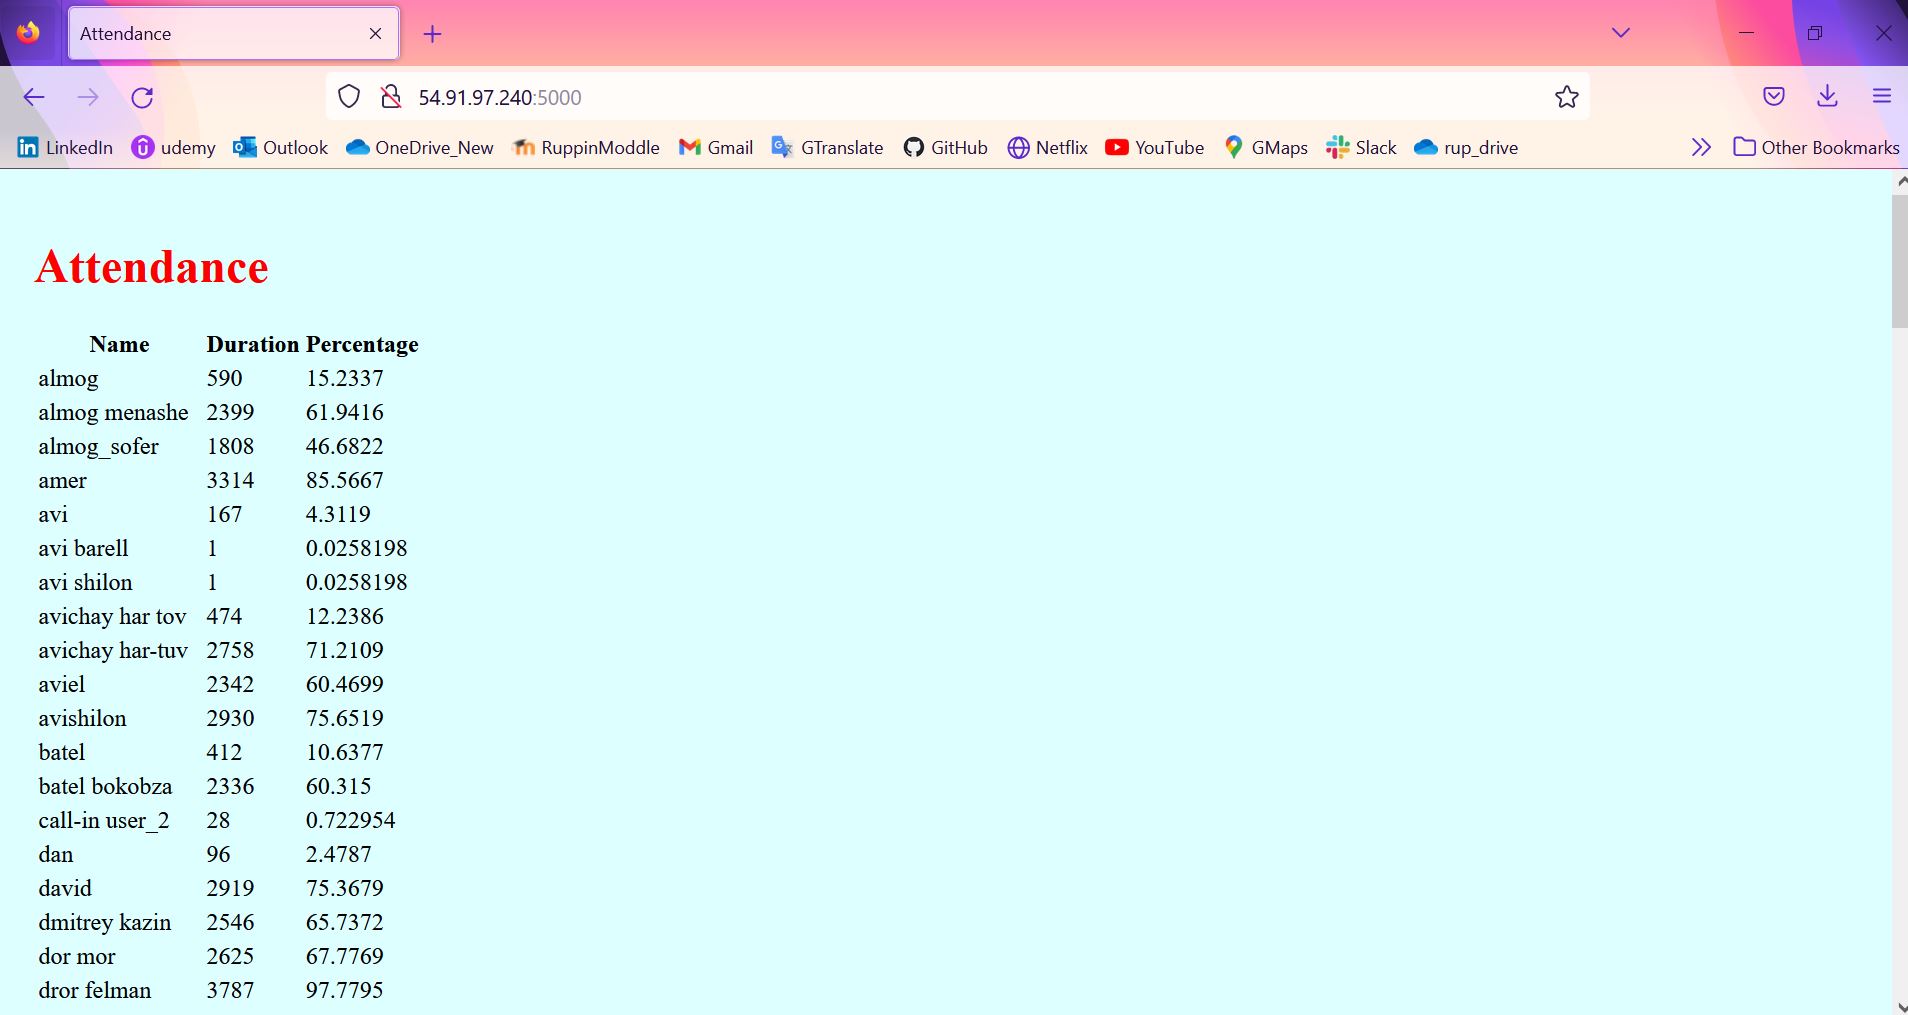 Attendance
54.91.97.240:5000
LinkedIn udemy Outlook OneDrive_New RuppinModdle Gmail GTranslate GitHub Netflix YouTube GMaps Slack rup_drive Other Bookmarks
Attendance
Name Duration Percentage
almog 590 15.2337
almog menashe 2399 61.9416
almog_sofer 1808 46.6822
amer 3314 85.5667
avi 167 4.3119
avi barell 1 0.0258198
avi shilon 1 0.0258198
avichay har tov 474 12.2386
avichay har-tuv 2758 71.2109
aviel 2342 60.4699
avishilon 2930 75.6519
batel 412 10.6377
batel bokobza 2336 60.315
call-in user_2 28 0.722954
dan 96 2.4787
david 2919 75.3679
dmitrey kazin 2546 65.7372
dor mor 2625 67.7769
dror felman 3787 97.7795